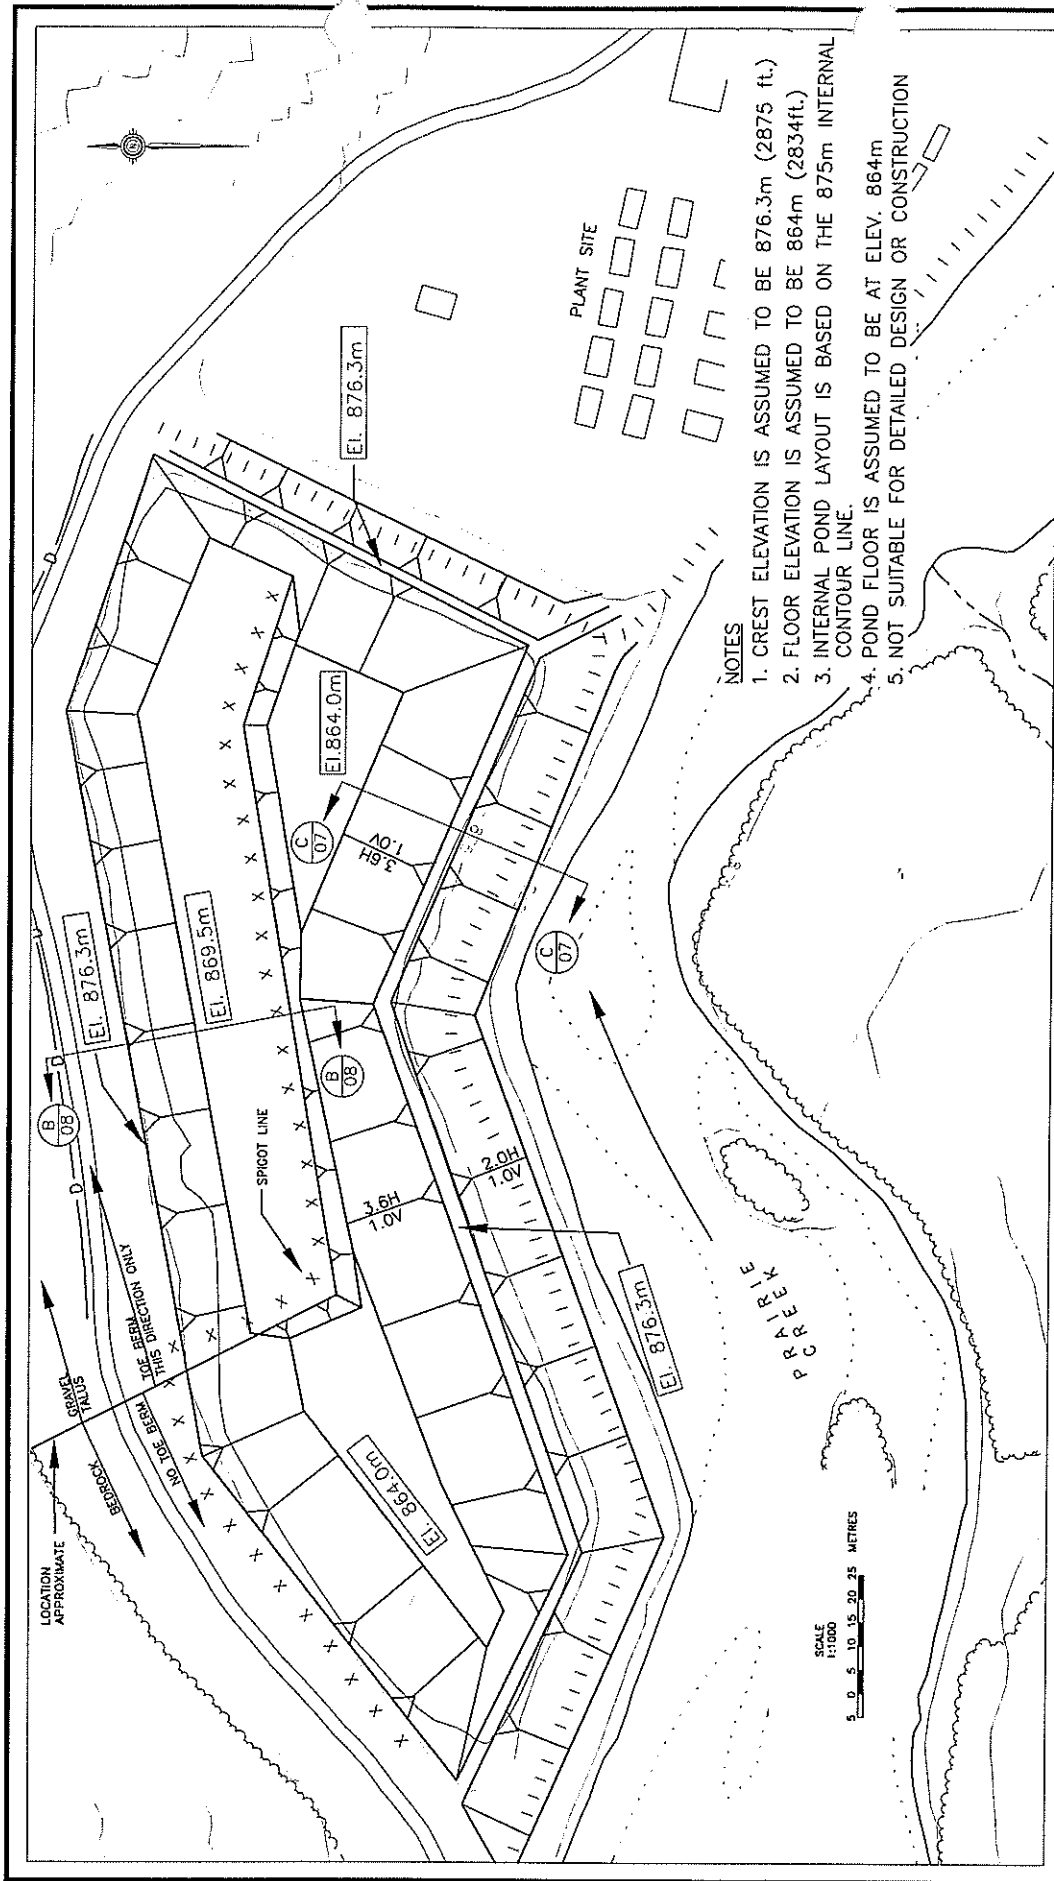 LOCATION
APPROXIMATE
GRAVEL
TALUS
BEDROCK
NO TOE BERM
TOE BERM
THIS DIRECTION ONLY
D
D
B
08
D
D
El. 876.3m
El. 869.5m
SPIGOT LINE
B
08
C
07
El.864.0m
3.6H
1.0V
El. 876.3m
N
PLANT SITE
El. 864.0m
3.6H
1.0V
2.0H
1.0V
El. 876.3m
C
07
PRAIRIE
CREEK
SCALE
1:1000
5 0 5 10 15 20 25 METRES
NOTES
1. CREST ELEVATION IS ASSUMED TO BE 876.3m (2875 ft.)
2. FLOOR ELEVATION IS ASSUMED TO BE 864m (2834ft.)
3. INTERNAL POND LAYOUT IS BASED ON THE 875m INTERNAL
CONTOUR LINE.
4. POND FLOOR IS ASSUMED TO BE AT ELEV. 864m
5. NOT SUITABLE FOR DETAILED DESIGN OR CONSTRUCTION